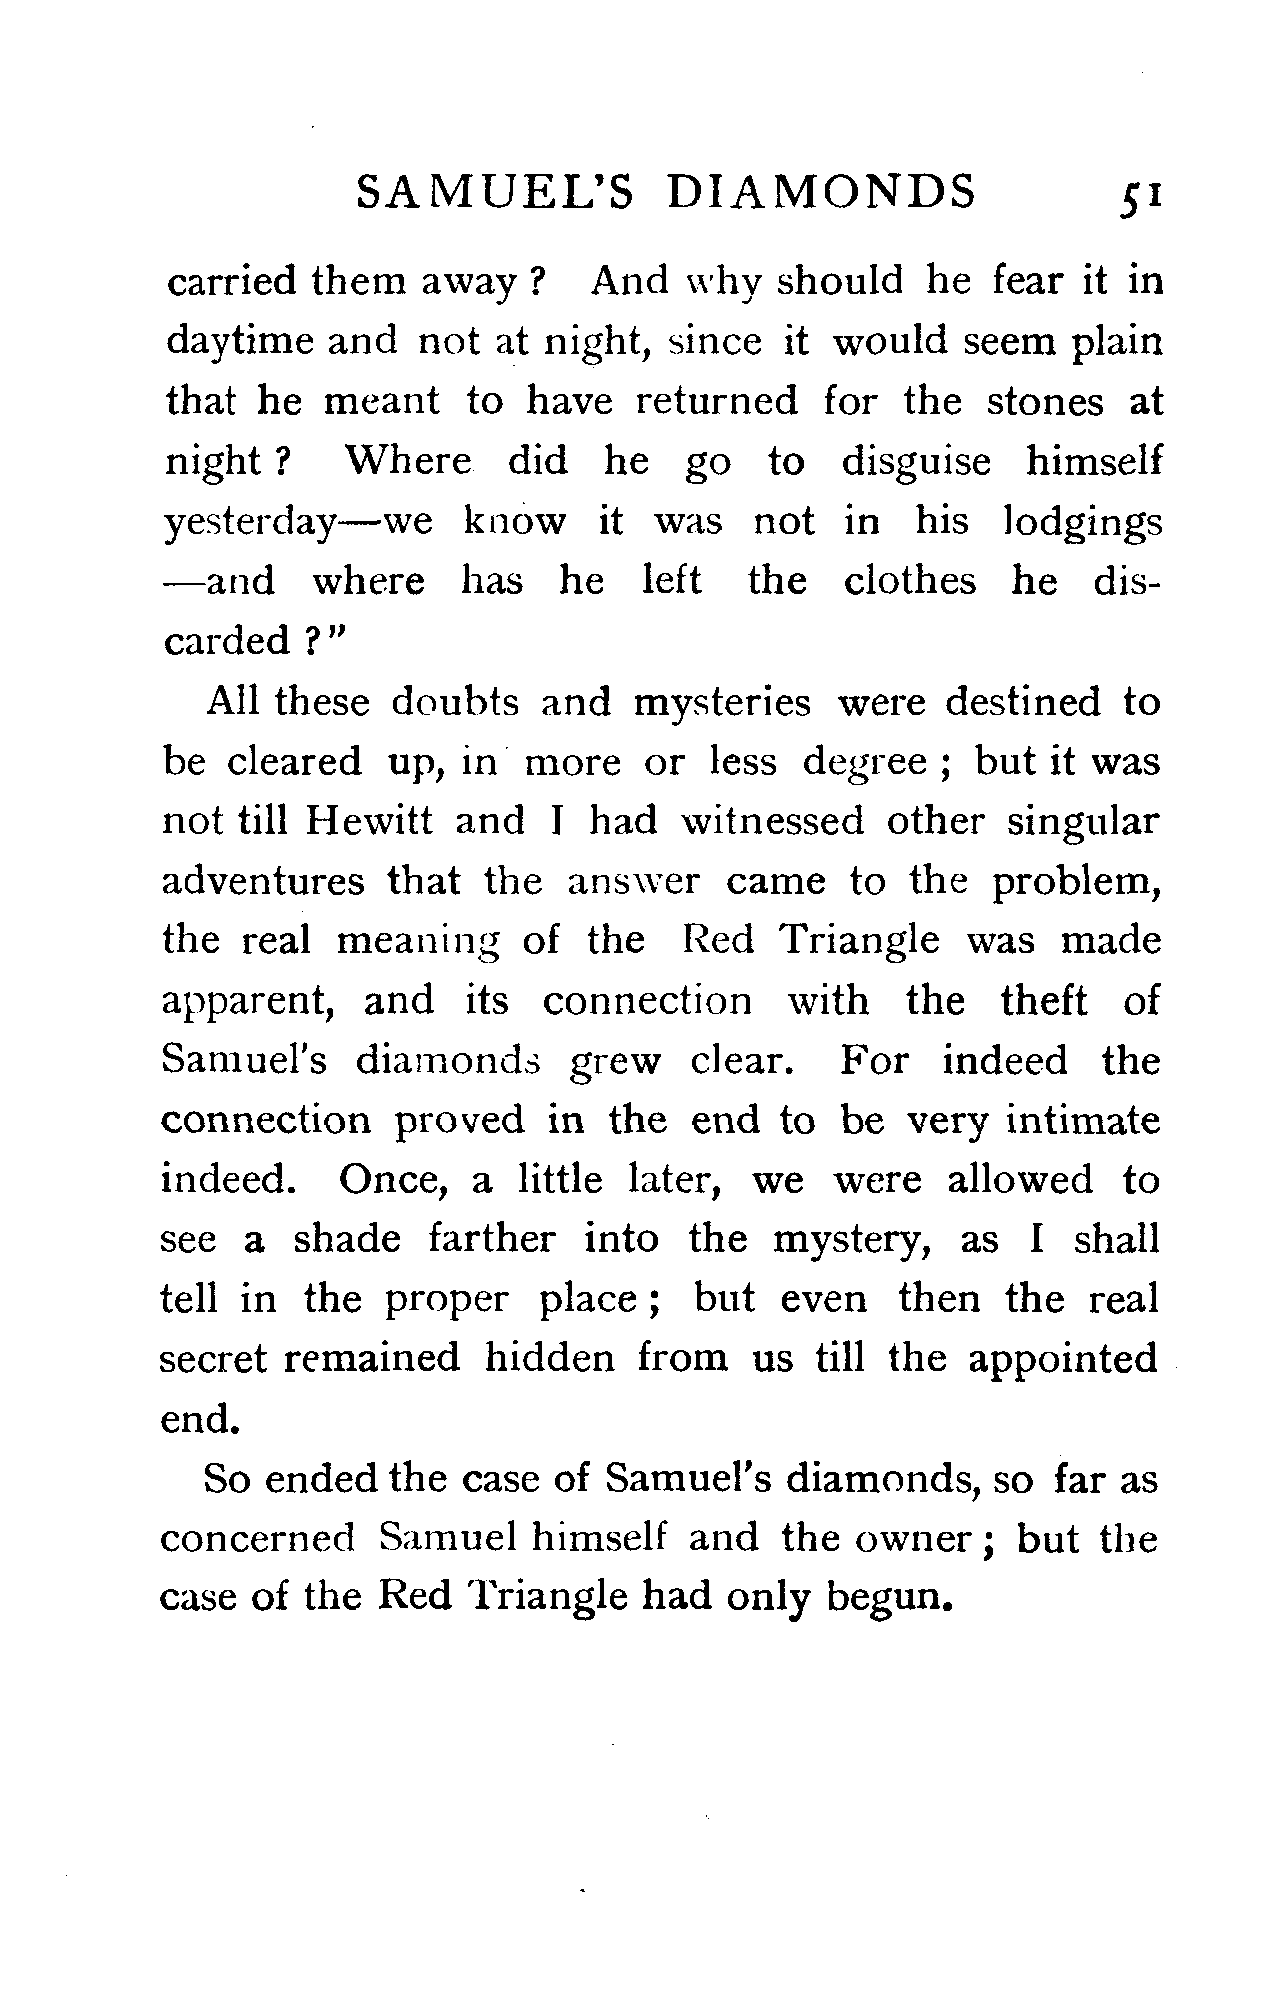 SAMUEL'S DIAMONDS 51
carried them away ? And why should he fear it in
daytime and not at night, since it would seem plain
that he meant to have returned for the stones at
night ? Where did he go to disguise himself
yesterday—we know it was not in his lodgings
—and where has he left the clothes he dis-
carded ?"
All these doubts and mysteries were destined to
be cleared up, in more or less degree ; but it was
not till Hewitt and I had witnessed other singular
adventures that the answer came to the problem,
the real meaning of the Red Triangle was made
apparent, and its connection with the theft of
Samuel's diamonds grew clear. For indeed the
connection proved in the end to be very intimate
indeed. Once, a little later, we were allowed to
see a shade farther into the mystery, as I shall
tell in the proper place ; but even then the real
secret remained hidden from us till the appointed
end.
So ended the case of Samuel's diamonds, so far as
concerned Samuel himself and the owner ; but the
case of the Red Triangle had only begun.